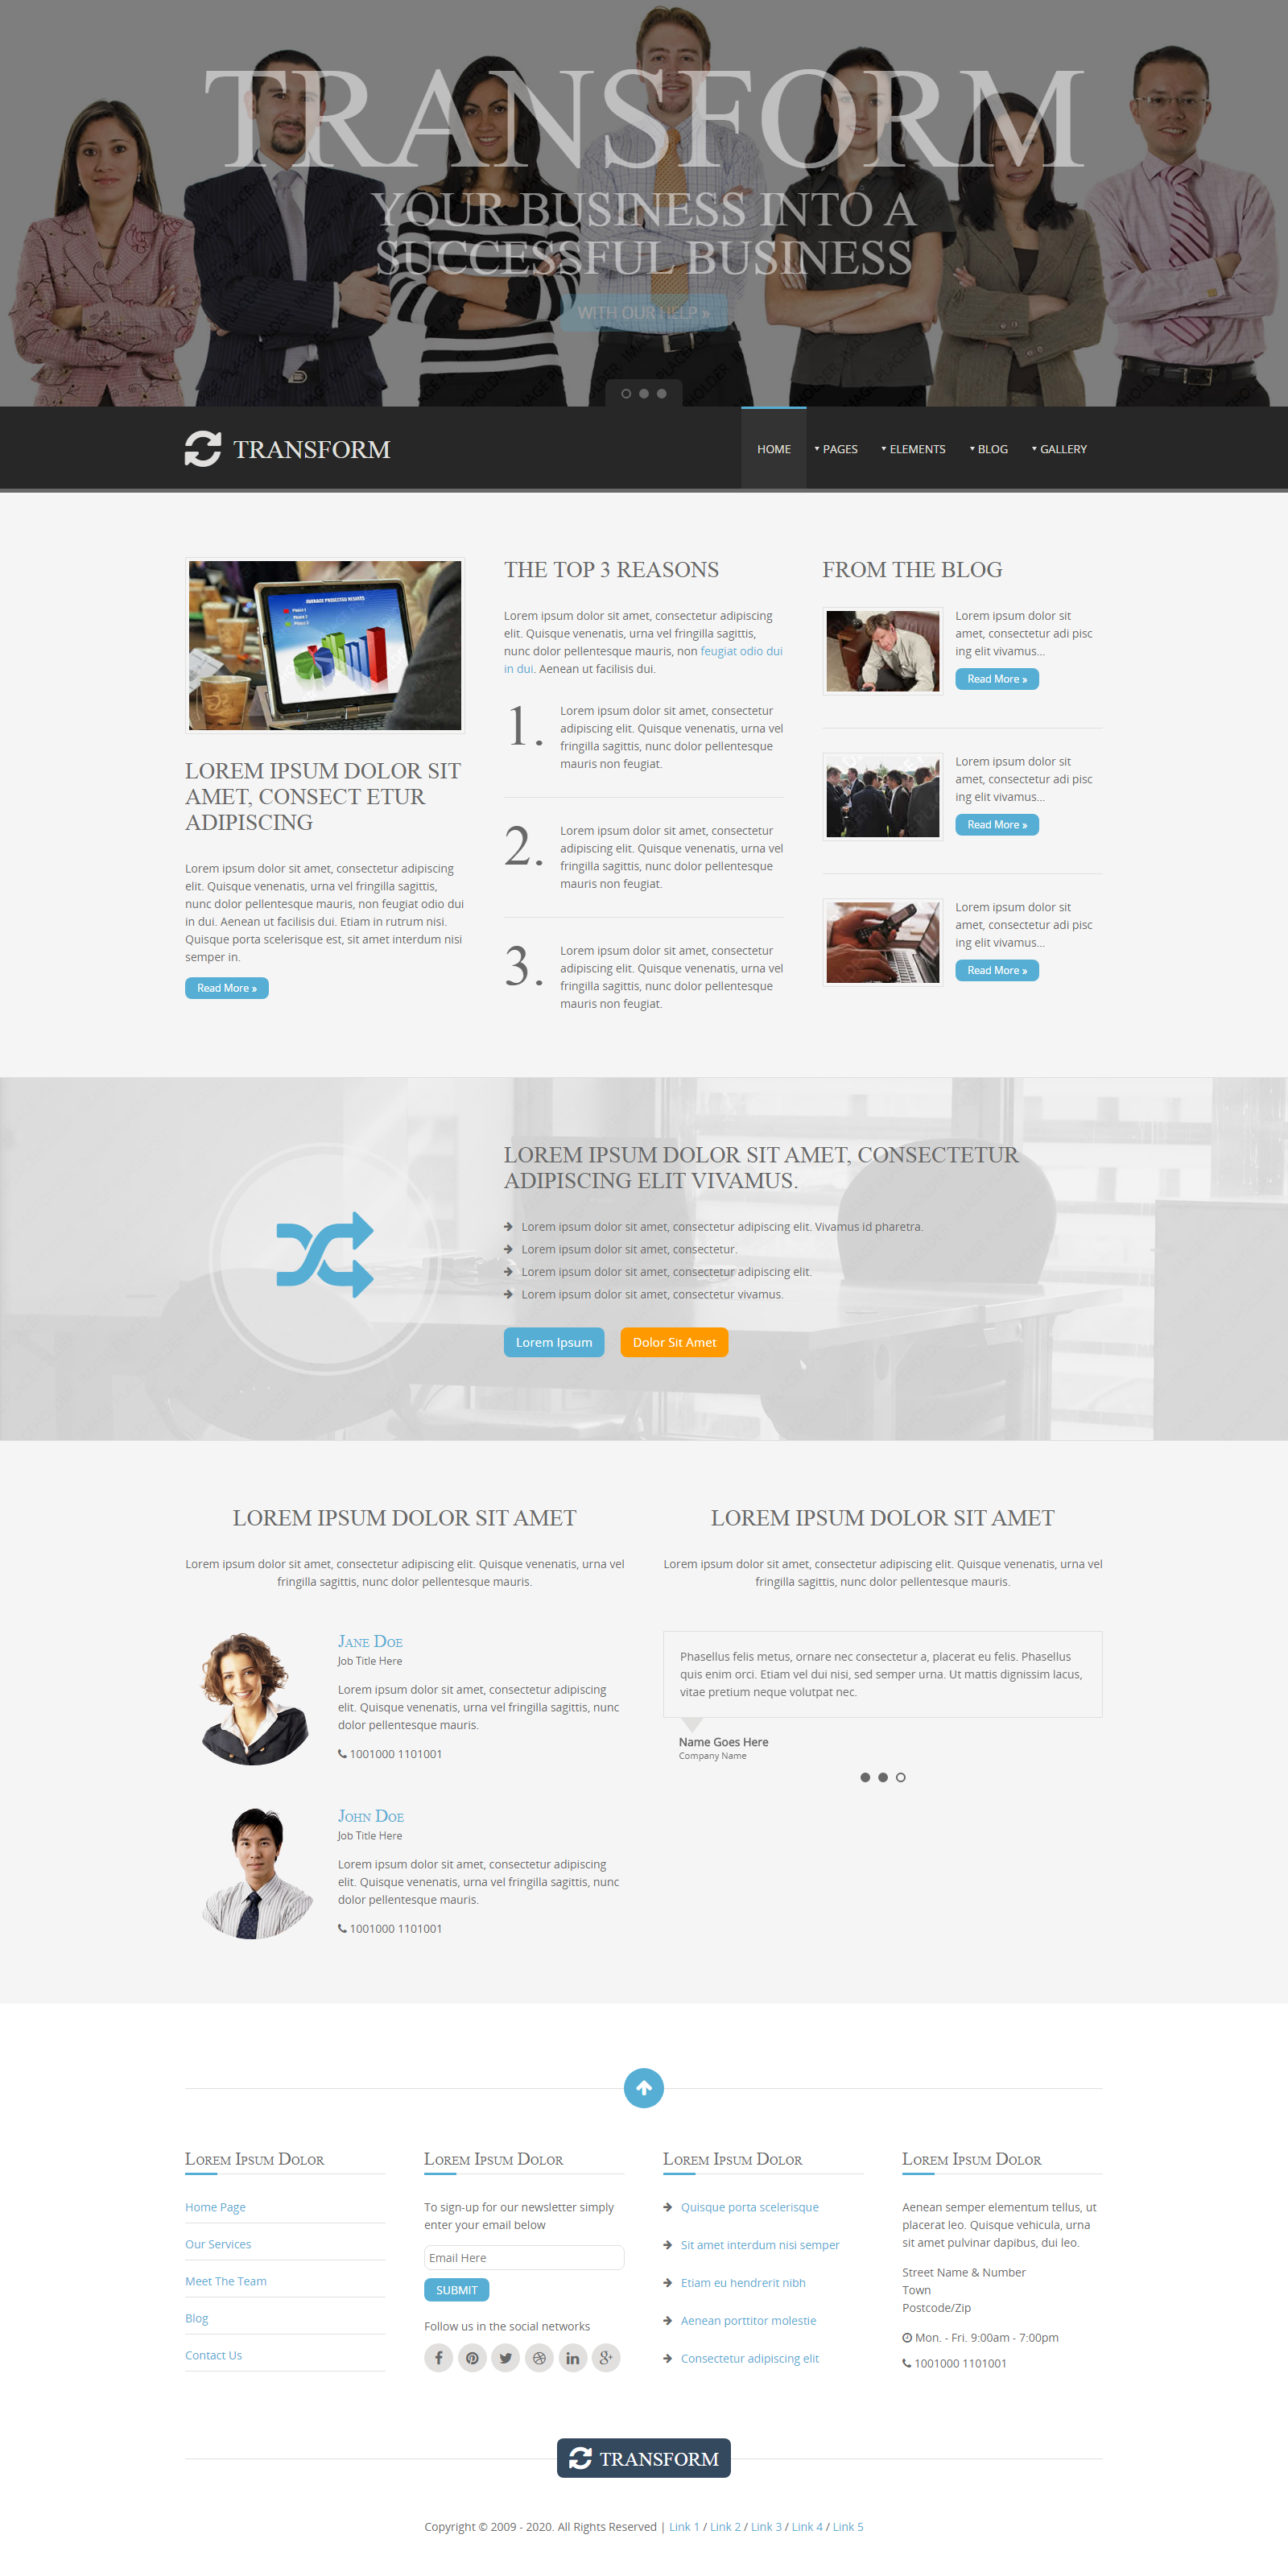 TRANSFORM
YOUR BUSINESS INTO A
SUCCESSFUL BUSINESS
WITH OUR HELP »
TRANSFORM
HOME
PAGES
ELEMENTS
BLOG
GALLERY
AVERAGE PROJECTED RESULTS
LOREM IPSUM DOLOR SIT
AMET, CONSECT ETUR
ADIPISCING
Lorem ipsum dolor sit amet, consectetur adipiscing
elit. Quisque venenatis, urna vel fringilla sagittis,
nunc dolor pellentesque mauris, non feugiat odio dui
in dui. Aenean ut facilisis dui. Etiam in rutrum nisi.
Quisque porta scelerisque est, sit amet interdum nisi
semper in.
Read More »
THE TOP 3 REASONS
Lorem ipsum dolor sit amet, consectetur adipiscing
elit. Quisque venenatis, urna vel fringilla sagittis,
nunc dolor pellentesque mauris, non feugiat odio dui
in dui. Aenean ut facilisis dui.
1.
Lorem ipsum dolor sit amet, consectetur
adipiscing elit. Quisque venenatis, urna vel
fringilla sagittis, nunc dolor pellentesque
mauris non feugiat.
2.
Lorem ipsum dolor sit amet, consectetur
adipiscing elit. Quisque venenatis, urna vel
fringilla sagittis, nunc dolor pellentesque
mauris non feugiat.
3.
Lorem ipsum dolor sit amet, consectetur
adipiscing elit. Quisque venenatis, urna vel
fringilla sagittis, nunc dolor pellentesque
mauris non feugiat.
FROM THE BLOG
Lorem ipsum dolor sit
amet, consectetur adi pisc
ing elit vivamus...
Read More »
Lorem ipsum dolor sit
amet, consectetur adi pisc
ing elit vivamus...
Read More »
Lorem ipsum dolor sit
amet, consectetur adi pisc
ing elit vivamus...
Read More »
LOREM IPSUM DOLOR SIT AMET, CONSECTETUR
ADIPISCING ELIT VIVAMUS.
Lorem ipsum dolor sit amet, consectetur adipiscing elit. Vivamus id pharetra.
Lorem ipsum dolor sit amet, consectetur.
Lorem ipsum dolor sit amet, consectetur adipiscing elit.
Lorem ipsum dolor sit amet, consectetur vivamus.
Lorem Ipsum
Dolor Sit Amet
LOREM IPSUM DOLOR SIT AMET
Lorem ipsum dolor sit amet, consectetur adipiscing elit. Quisque venenatis, urna vel
fringilla sagittis, nunc dolor pellentesque mauris.
Jane Doe
Job Title Here
Lorem ipsum dolor sit amet, consectetur adipiscing
elit. Quisque venenatis, urna vel fringilla sagittis, nunc
dolor pellentesque mauris.
1001000 1101001
John Doe
Job Title Here
Lorem ipsum dolor sit amet, consectetur adipiscing
elit. Quisque venenatis, urna vel fringilla sagittis, nunc
dolor pellentesque mauris.
1001000 1101001
LOREM IPSUM DOLOR SIT AMET
Lorem ipsum dolor sit amet, consectetur adipiscing elit. Quisque venenatis, urna vel
fringilla sagittis, nunc dolor pellentesque mauris.
Phasellus felis metus, ornare nec consectetur a, placerat eu felis. Phasellus
quis enim orci. Etiam vel dui nisi, sed semper urna. Ut mattis dignissim lacus,
vitae pretium neque volutpat nec.
Name Goes Here
Company Name
Lorem Ipsum Dolor
Home Page
Our Services
Meet The Team
Blog
Contact Us
Lorem Ipsum Dolor
To sign-up for our newsletter simply
enter your email below
Email Here
SUBMIT
Follow us in the social networks
Lorem Ipsum Dolor
Quisque porta scelerisque
Sit amet interdum nisi semper
Etiam eu hendrerit nibh
Aenean porttitor molestie
Consectetur adipiscing elit
Lorem Ipsum Dolor
Aenean semper elementum tellus, ut
placerat leo. Quisque vehicula, urna
sit amet pulvinar dapibus, dui leo.
Street Name & Number
Town
Postcode/Zip
Mon. - Fri. 9:00am - 7:00pm
1001000 1101001
TRANSFORM
Copyright © 2009 - 2020. All Rights Reserved | Link 1 / Link 2 / Link 3 / Link 4 / Link 5